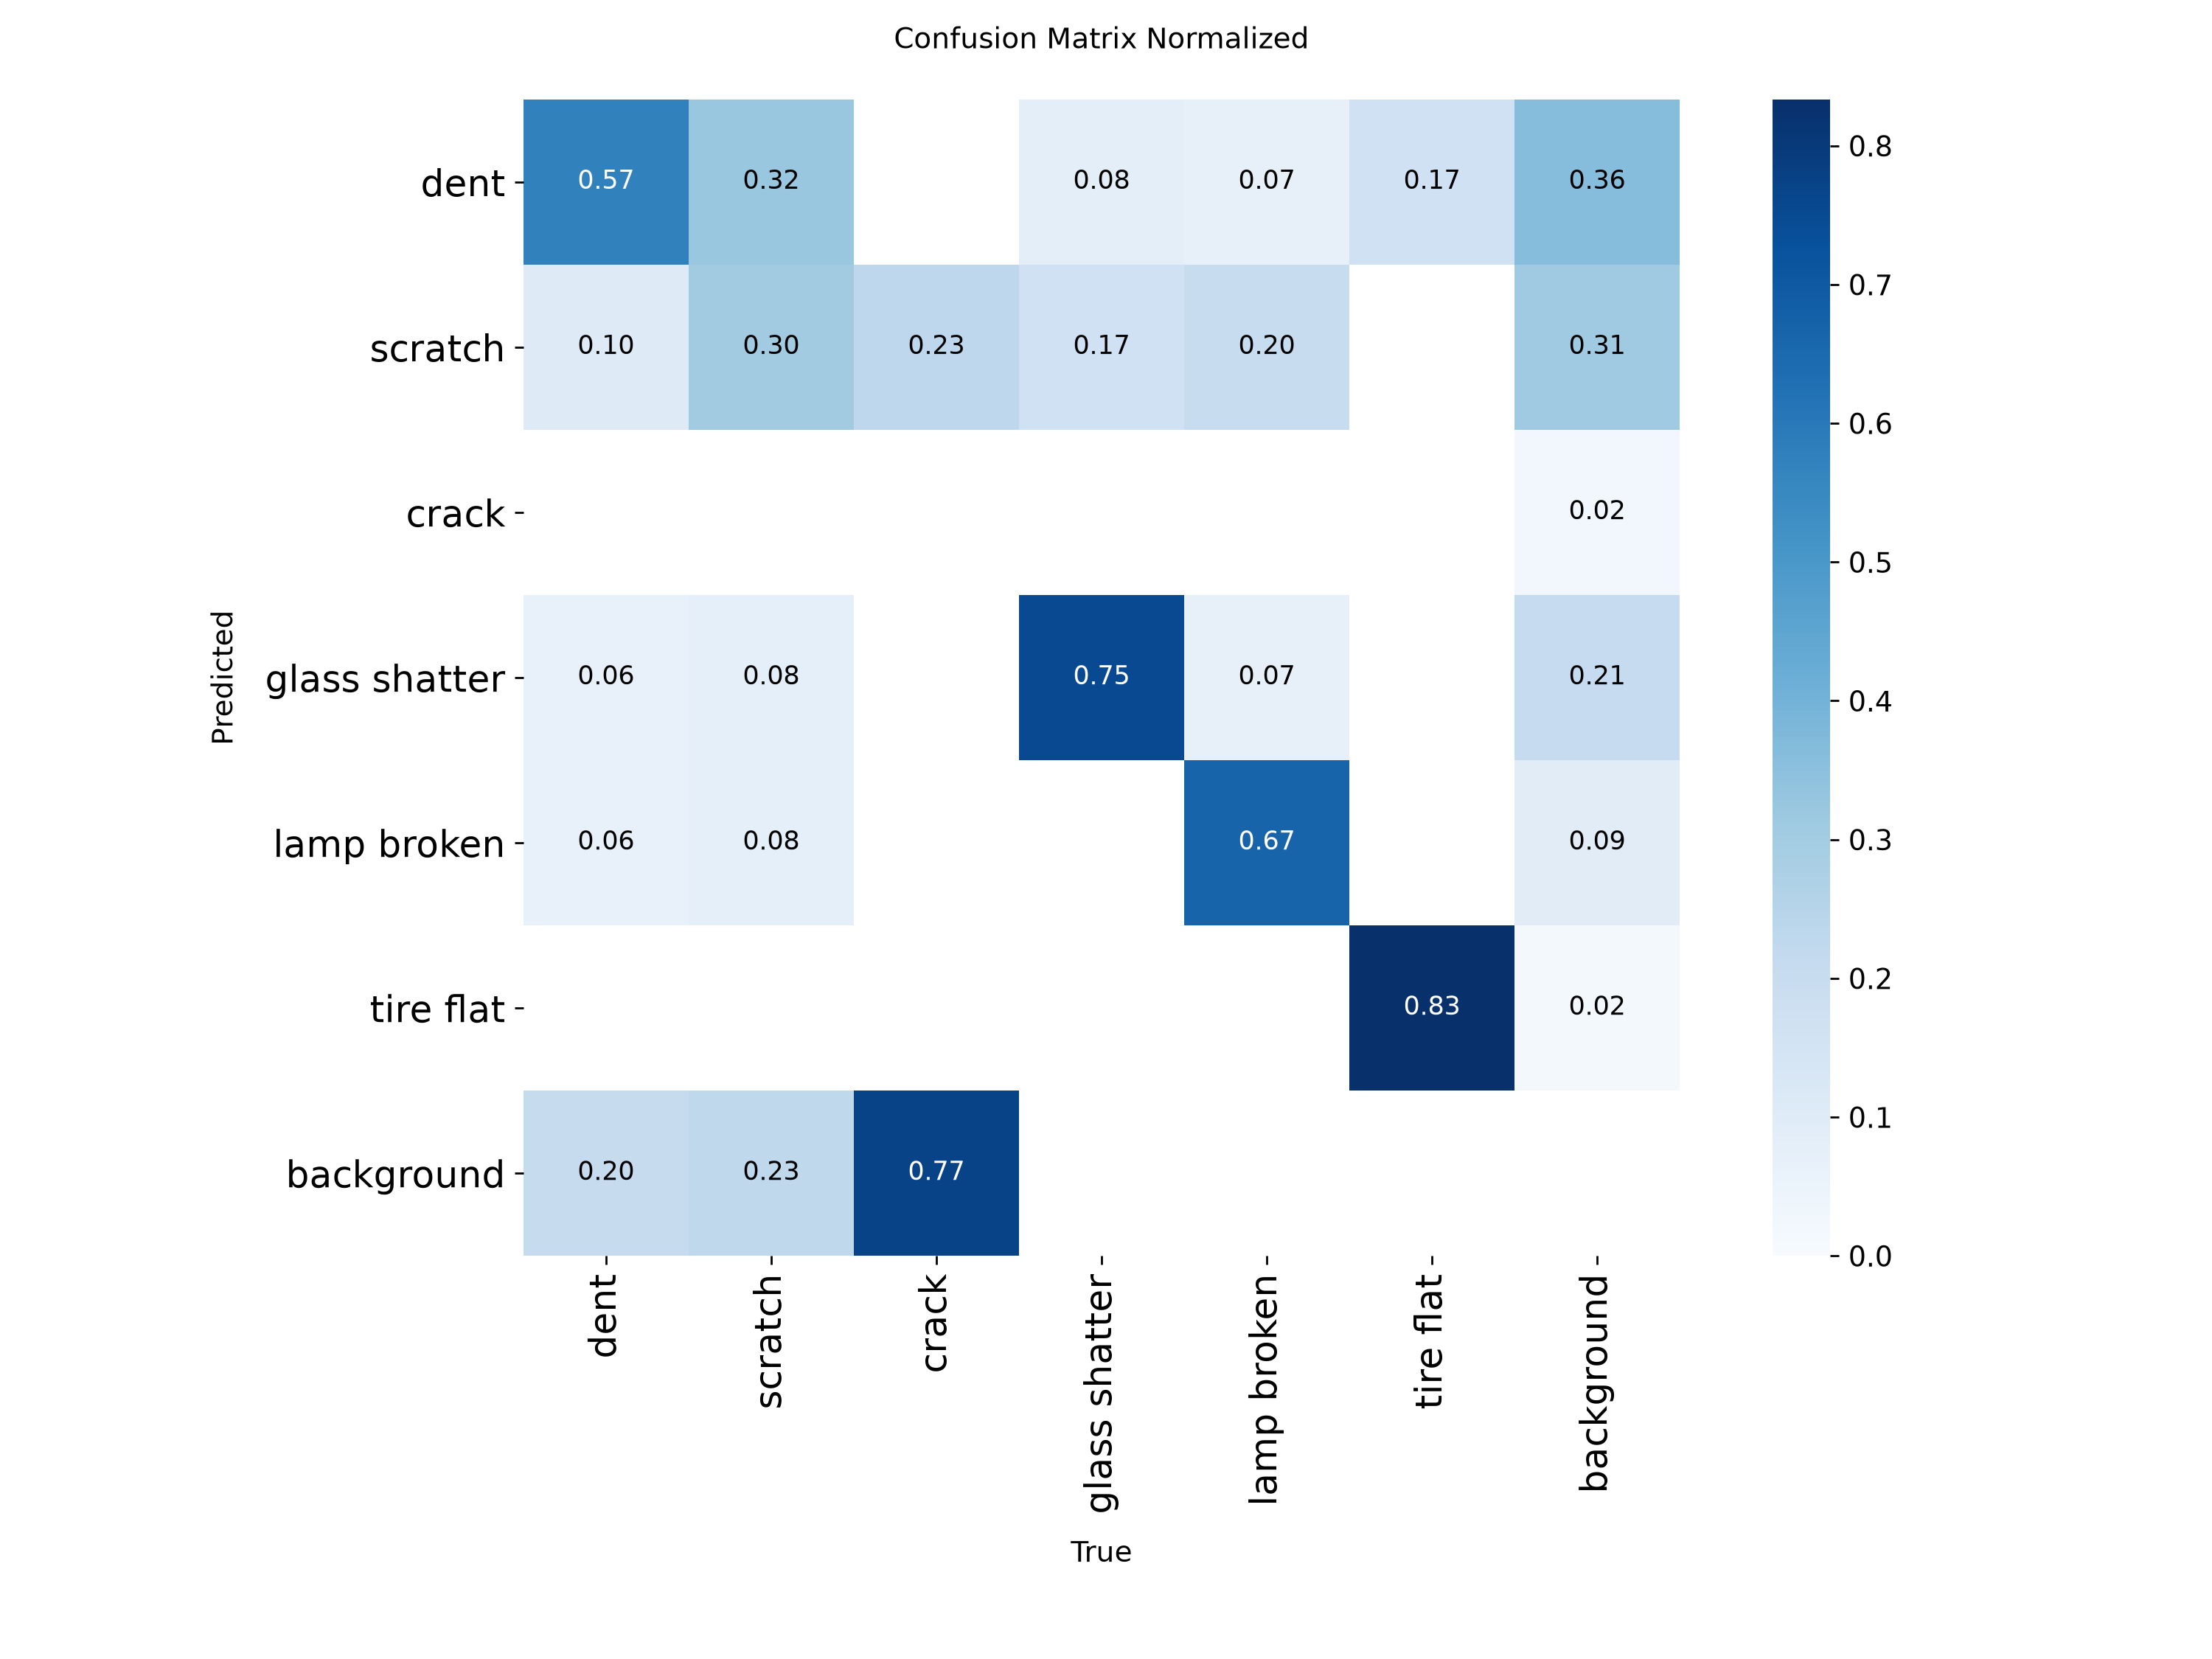 Confusion Matrix Normalized
dent
0.57 0.32 0.08 0.07 0.17 0.36
scratch
0.10 0.30 0.23 0.17 0.20 0.31
crack
0.02
glass shatter
0.06 0.08 0.75 0.07 0.21
lamp broken
0.06 0.08 0.67 0.09
tire flat
0.83 0.02
background
0.20 0.23 0.77
Predicted
dent
scratch
crack
glass shatter
lamp broken
tire flat
background
True
0.8
0.7
0.6
0.5
0.4
0.3
0.2
0.1
0.0